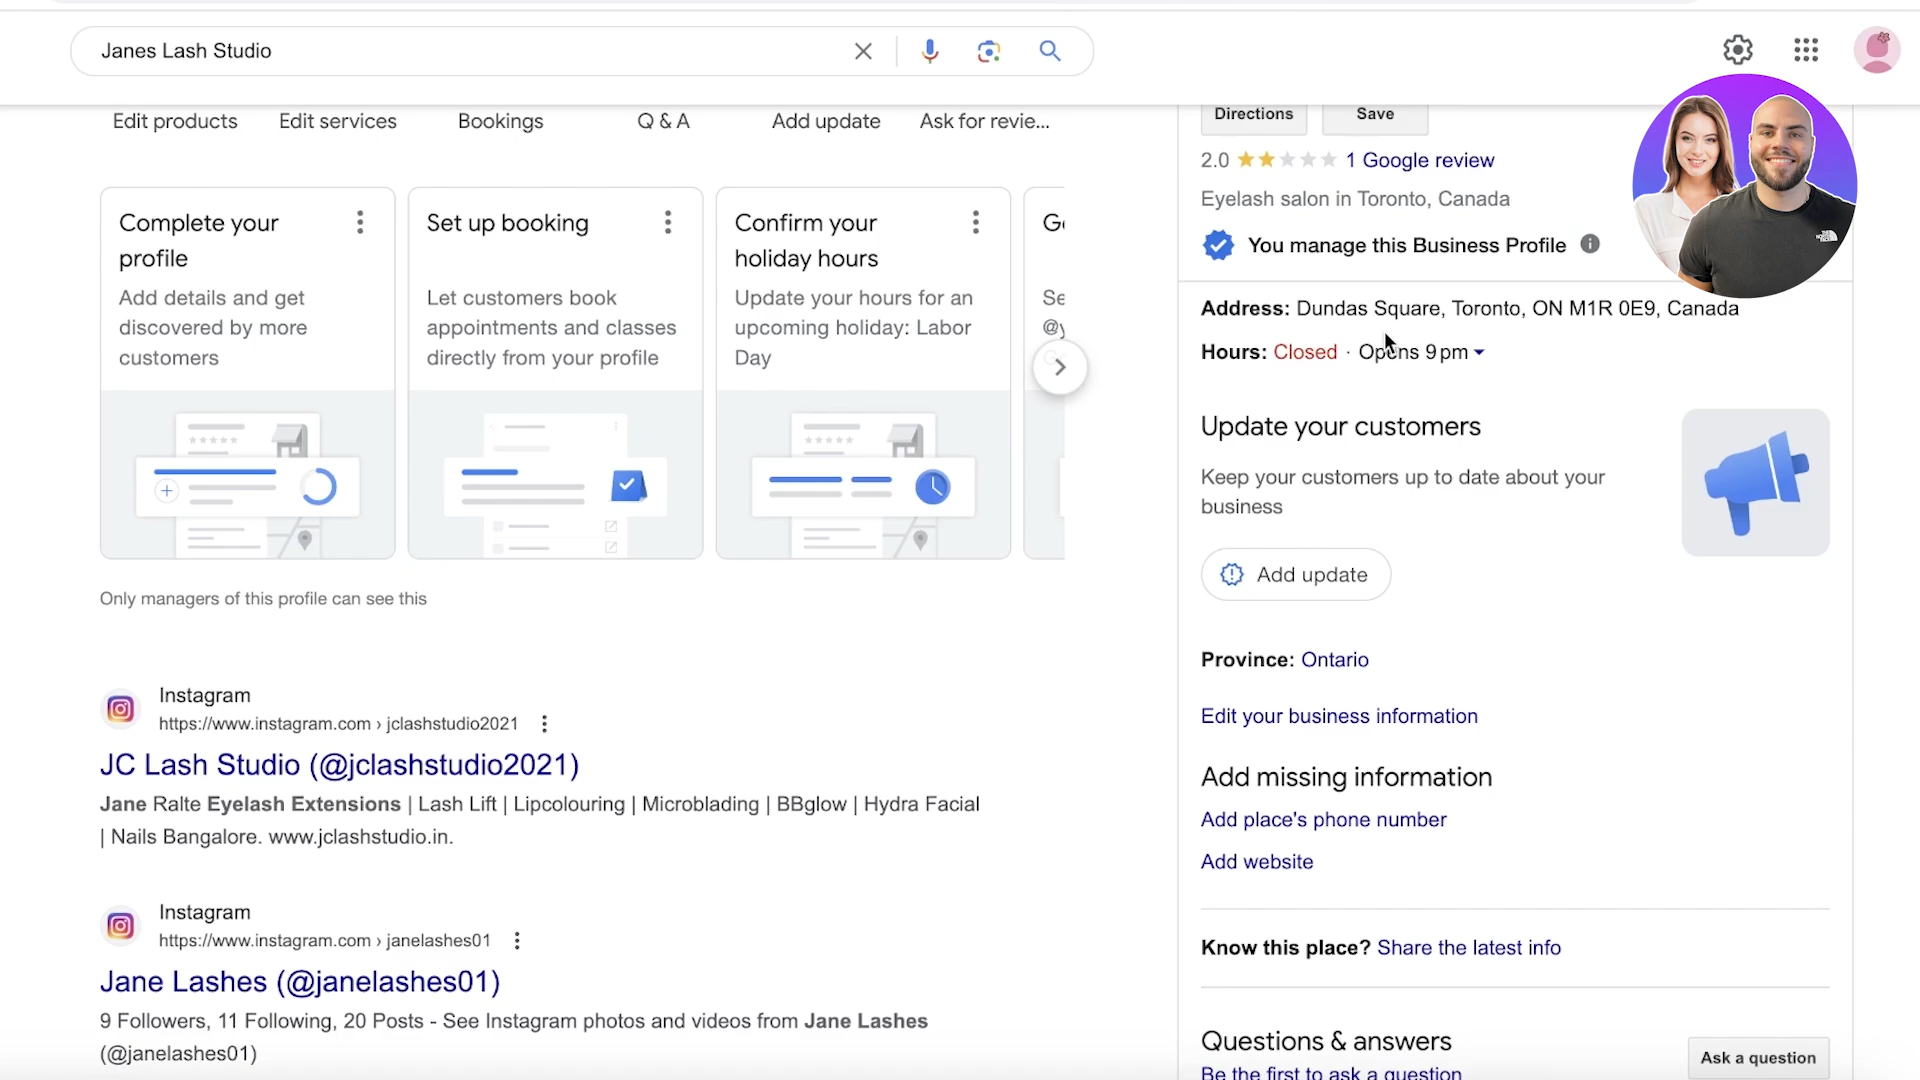 Janes Lash Studio
Edit products
Edit services
Bookings
Q & A
Add update
Ask for revie...
Complete your
profile
Add details and get
discovered by more
customers
Set up booking
Let customers book
appointments and classes
directly from your profile
Confirm your
holiday hours
Update your hours for an
upcoming holiday: Labor
Day
Se
@y
Only managers of this profile can see this
Instagram
https://www.instagram.com › jclashstudio2021
JC Lash Studio (@jclashstudio2021)
Jane Ralte Eyelash Extensions | Lash Lift | Lipcolouring | Microblading | BBglow | Hydra Facial
| Nails Bangalore. www.jclashstudio.in.
Instagram
https://www.instagram.com › janelashes01
Jane Lashes (@janelashes01)
9 Followers, 11 Following, 20 Posts - See Instagram photos and videos from Jane Lashes
(@janelashes01)
Directions
Save
2.0 1 Google review
Eyelash salon in Toronto, Canada
You manage this Business Profile
THE NORTH FACE
Address: Dundas Square, Toronto, ON M1R 0E9, Canada
Hours: Closed · Opens 9 pm
Update your customers
Keep your customers up to date about your
business
Add update
Province: Ontario
Edit your business information
Add missing information
Add place's phone number
Add website
Know this place? Share the latest info
Questions & answers
Ask a question
Be the first to ask a question